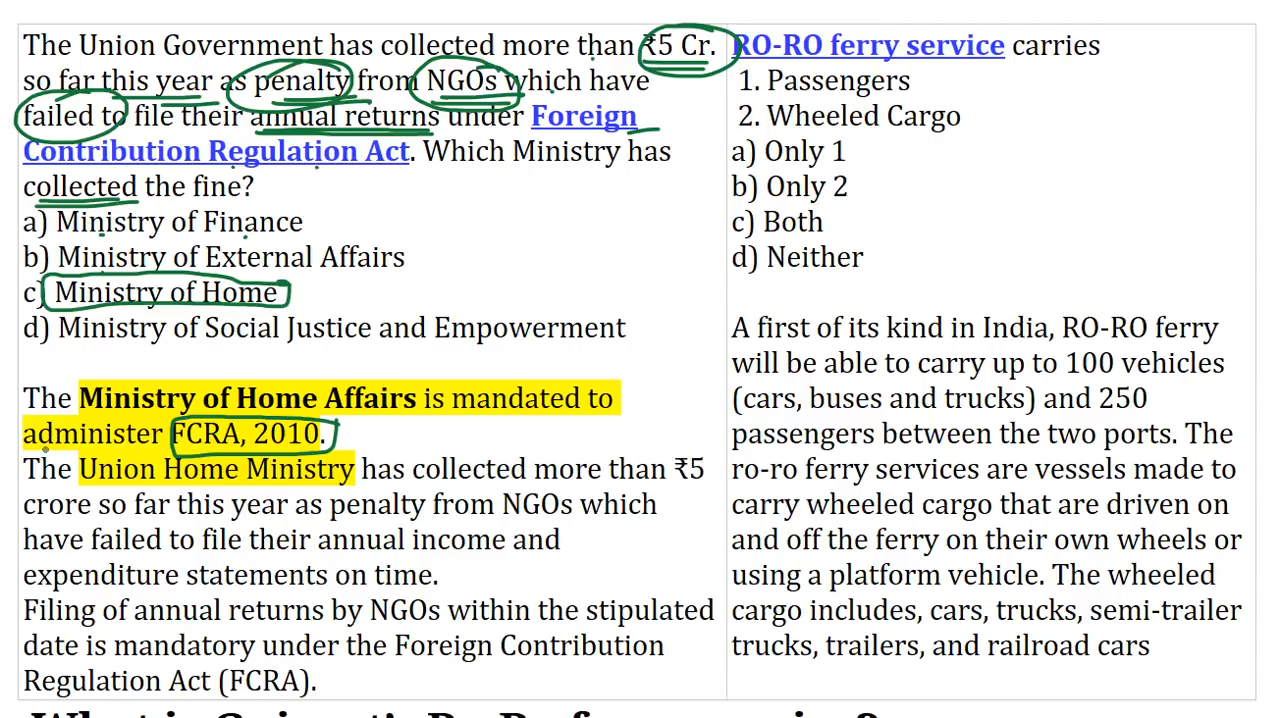 The Union Government has collected more than ₹5 Cr.
so far this year as penalty from NGOs which have
failed to file their annual returns under Foreign
Contribution Regulation Act. Which Ministry has
collected the fine?
a) Ministry of Finance
b) Ministry of External Affairs
c) Ministry of Home
d) Ministry of Social Justice and Empowerment
The Ministry of Home Affairs is mandated to
administer FCRA, 2010.
The Union Home Ministry has collected more than ₹5
crore so far this year as penalty from NGOs which
have failed to file their annual income and
expenditure statements on time.
Filing of annual returns by NGOs within the stipulated
date is mandatory under the Foreign Contribution
Regulation Act (FCRA).
RO-RO ferry service carries
1. Passengers
2. Wheeled Cargo
a) Only 1
b) Only 2
c) Both
d) Neither
A first of its kind in India, RO-RO ferry
will be able to carry up to 100 vehicles
(cars, buses and trucks) and 250
passengers between the two ports. The
ro-ro ferry services are vessels made to
carry wheeled cargo that are driven on
and off the ferry on their own wheels or
using a platform vehicle. The wheeled
cargo includes, cars, trucks, semi-trailer
trucks, trailers, and railroad cars